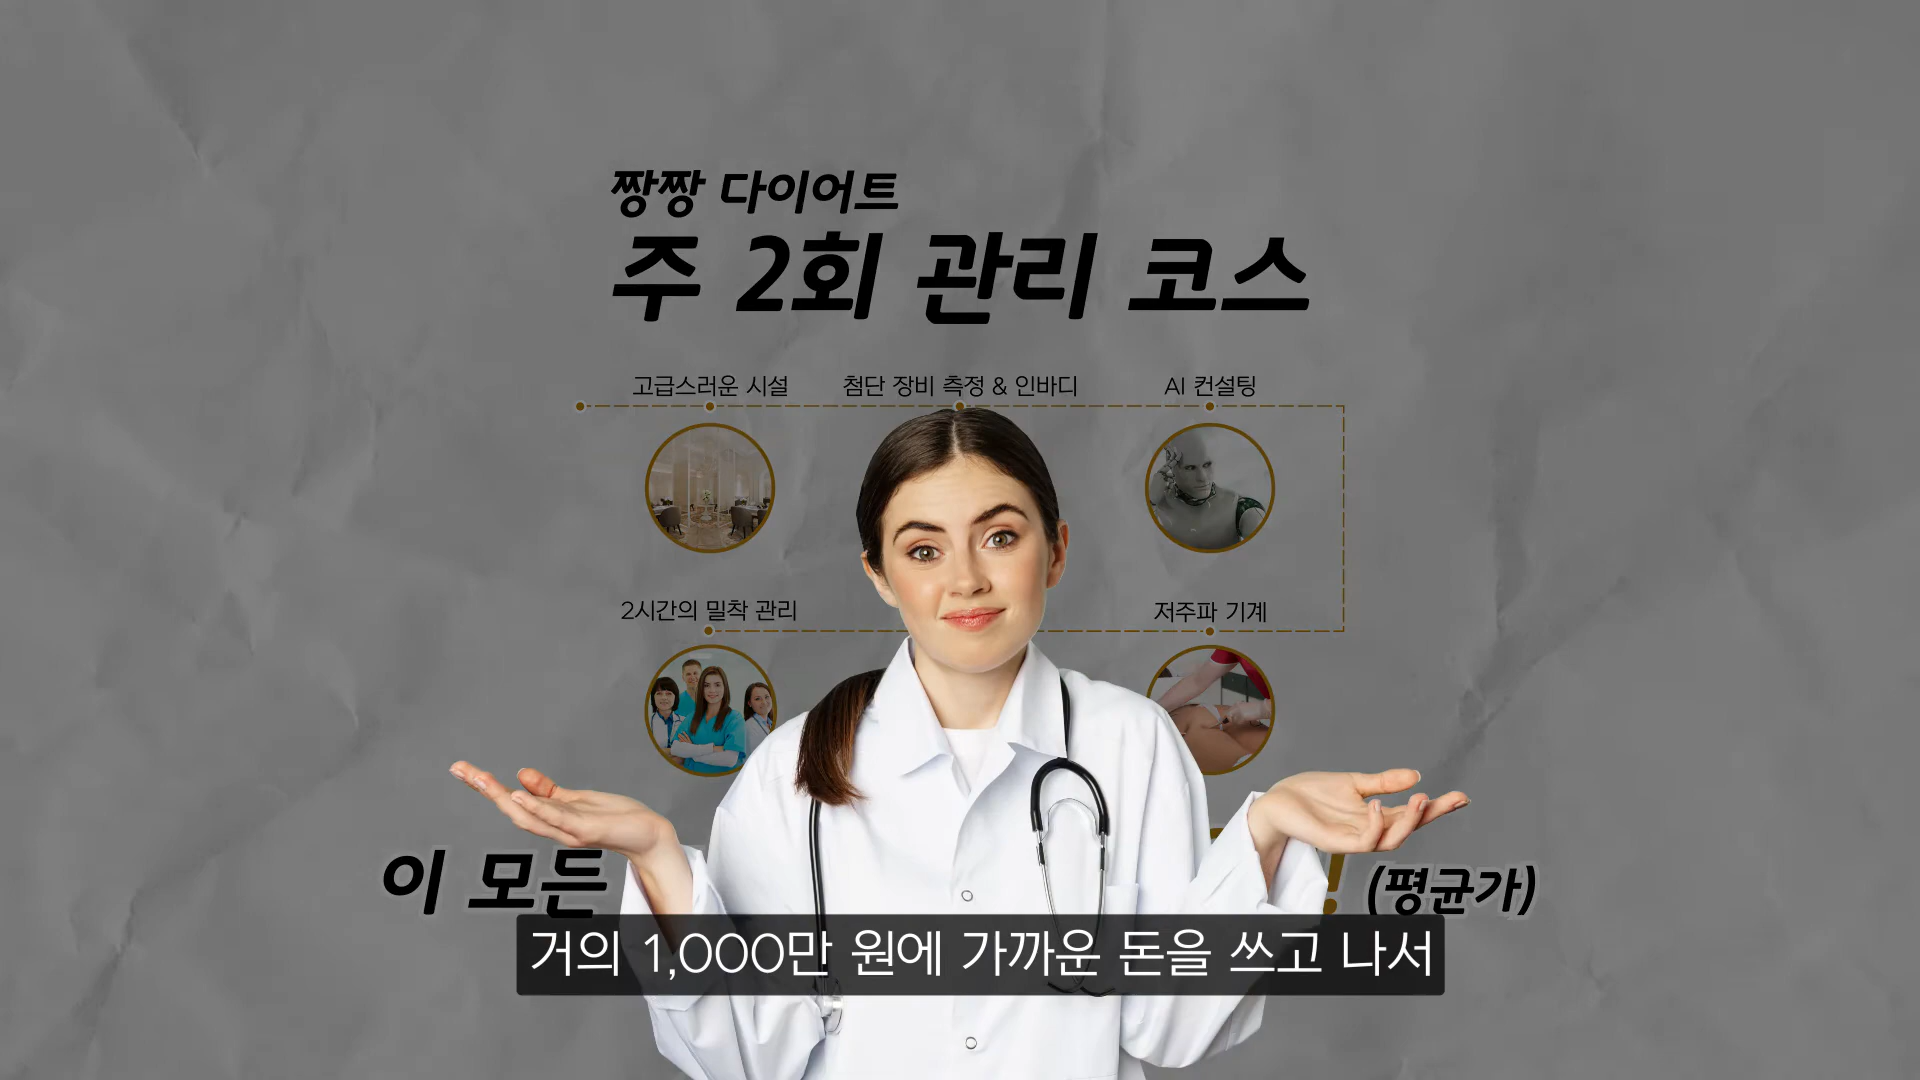 짱짱 다이어트
주 2회 관리 코스
고급스러운 시설 첨단 장비 측정 & 인바디 AI 컨설팅
2시간의 밀착 관리 저주파 기계
이 모든 ! (평균가)
거의 1,000만 원에 가까운 돈을 쓰고 나서